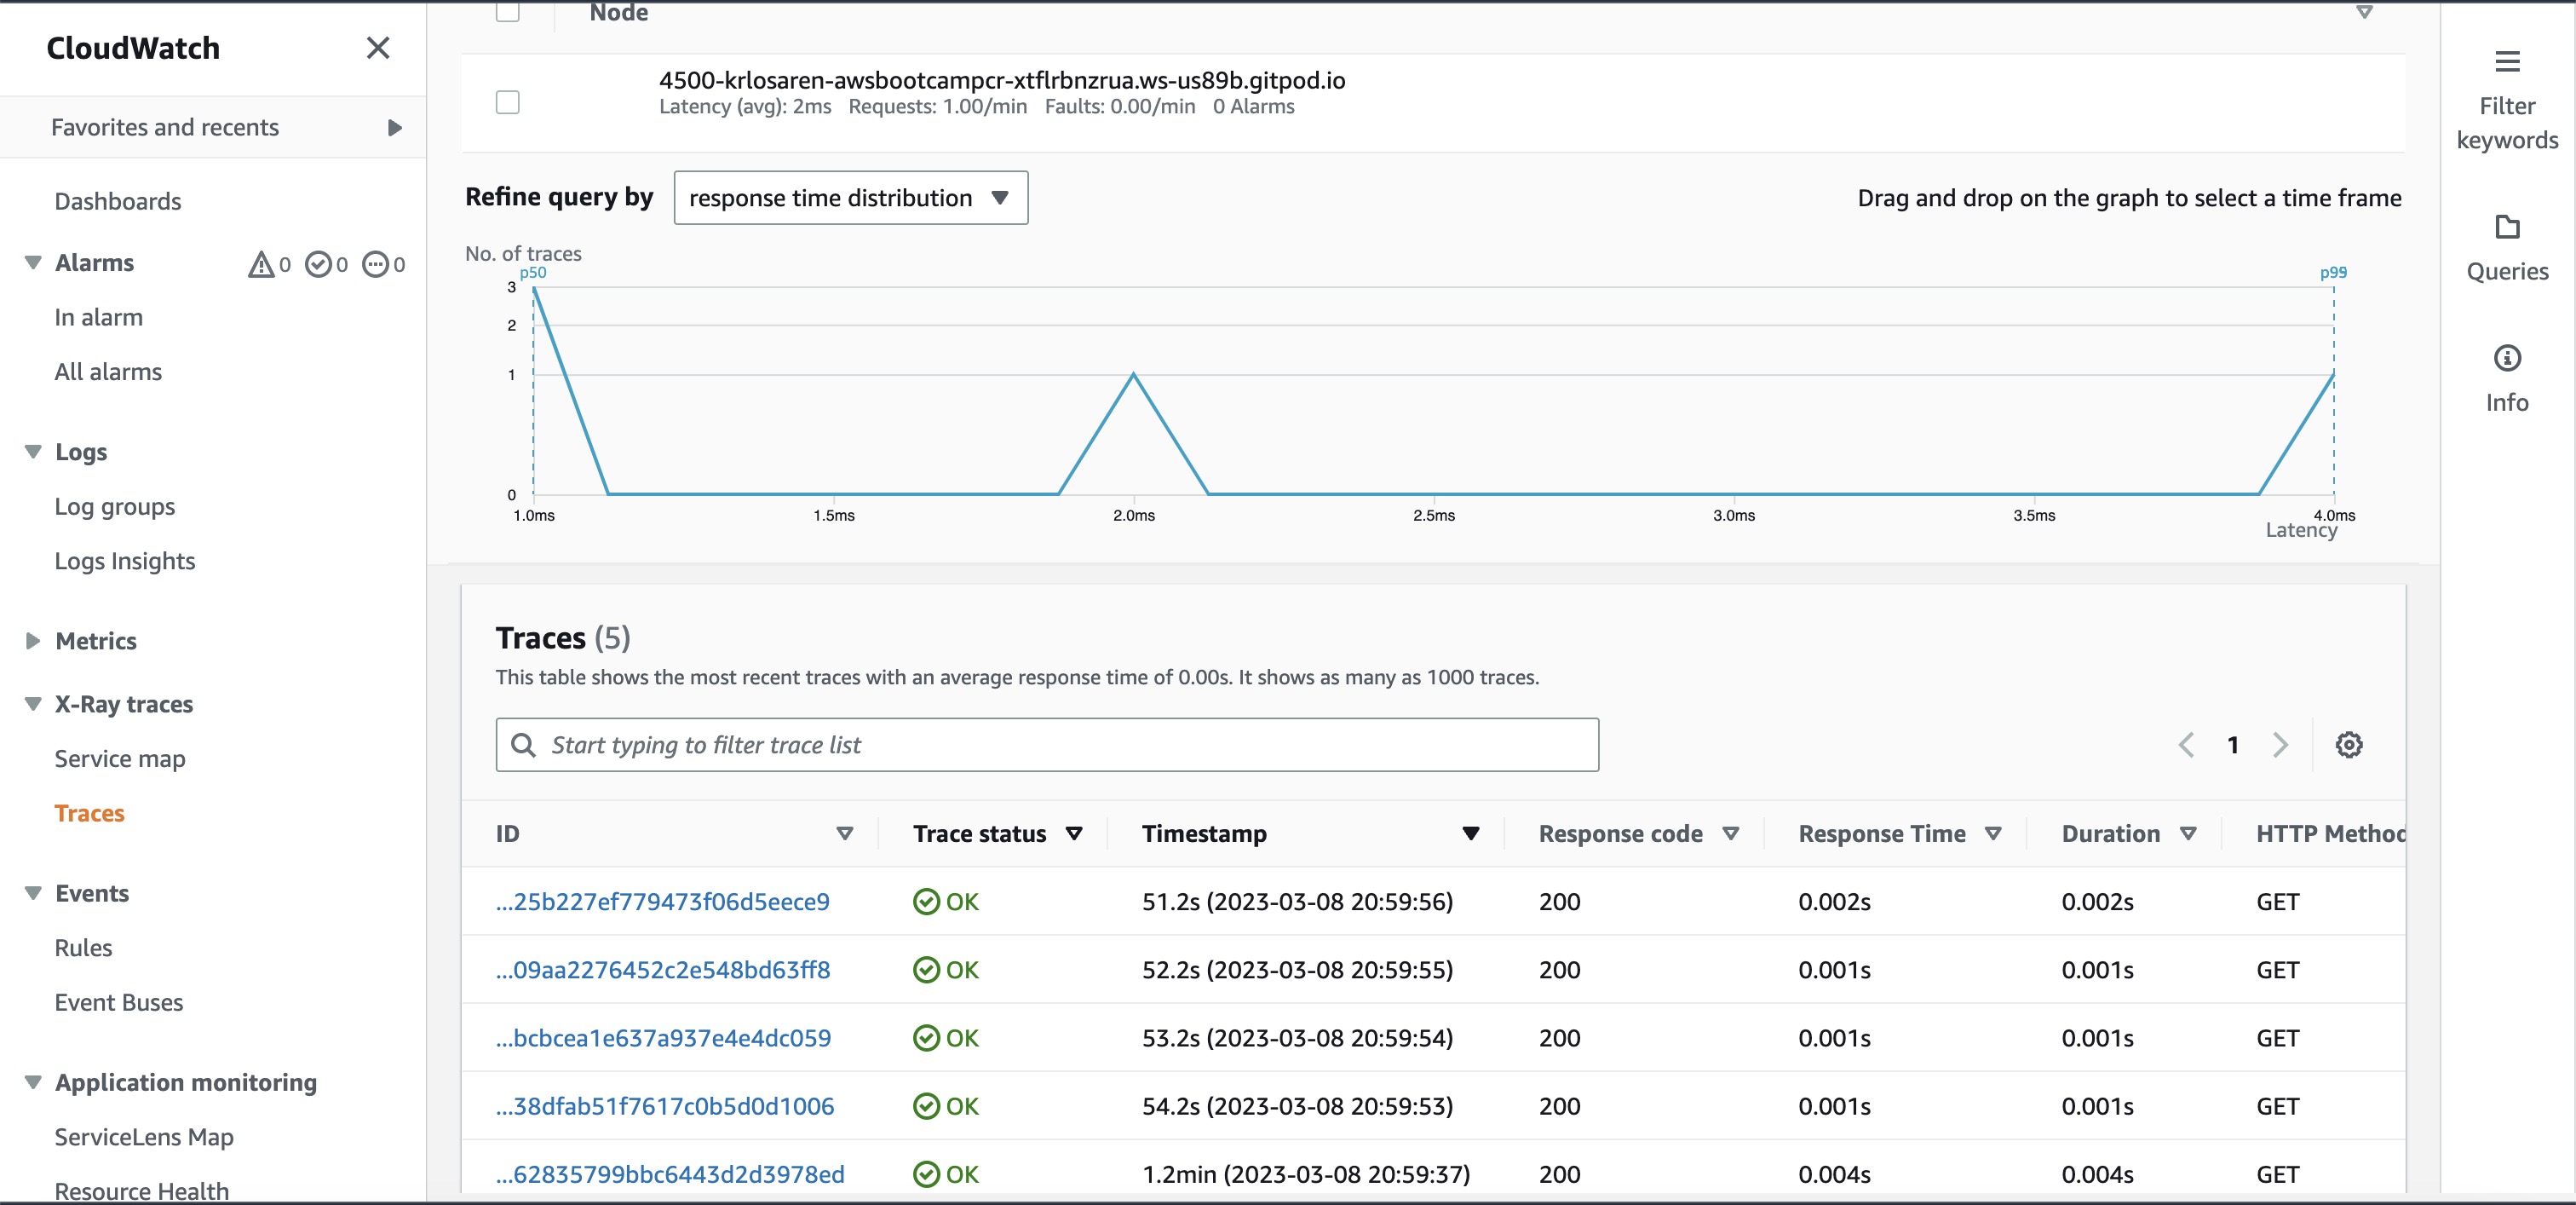 CloudWatch
Favorites and recents
Dashboards
Alarms 0 0 0
In alarm
All alarms
Logs
Log groups
Logs Insights
Metrics
X-Ray traces
Service map
Traces
Events
Rules
Event Buses
Application monitoring
ServiceLens Map
Resource Health
Node
4500-krlosaren-awsbootcampcr-xtflrbnzrua.ws-us89b.gitpod.io
Latency (avg): 2ms Requests: 1.00/min Faults: 0.00/min 0 Alarms
Refine query by response time distribution Drag and drop on the graph to select a time frame
No. of traces
p50 p99
3
2
1
0
1.0ms 1.5ms 2.0ms 2.5ms 3.0ms 3.5ms 4.0ms
Latency
Traces (5)
This table shows the most recent traces with an average response time of 0.00s. It shows as many as 1000 traces.
Start typing to filter trace list 1
ID Trace status Timestamp Response code Response Time Duration HTTP Method
...25b227ef779473f06d5eece9 OK 51.2s (2023-03-08 20:59:56) 200 0.002s 0.002s GET
...09aa2276452c2e548bd63ff8 OK 52.2s (2023-03-08 20:59:55) 200 0.001s 0.001s GET
...bcbcea1e637a937e4e4dc059 OK 53.2s (2023-03-08 20:59:54) 200 0.001s 0.001s GET
...38dfab51f7617c0b5d0d1006 OK 54.2s (2023-03-08 20:59:53) 200 0.001s 0.001s GET
...62835799bbc6443d2d3978ed OK 1.2min (2023-03-08 20:59:37) 200 0.004s 0.004s GET
Filter
keywords
Queries
Info